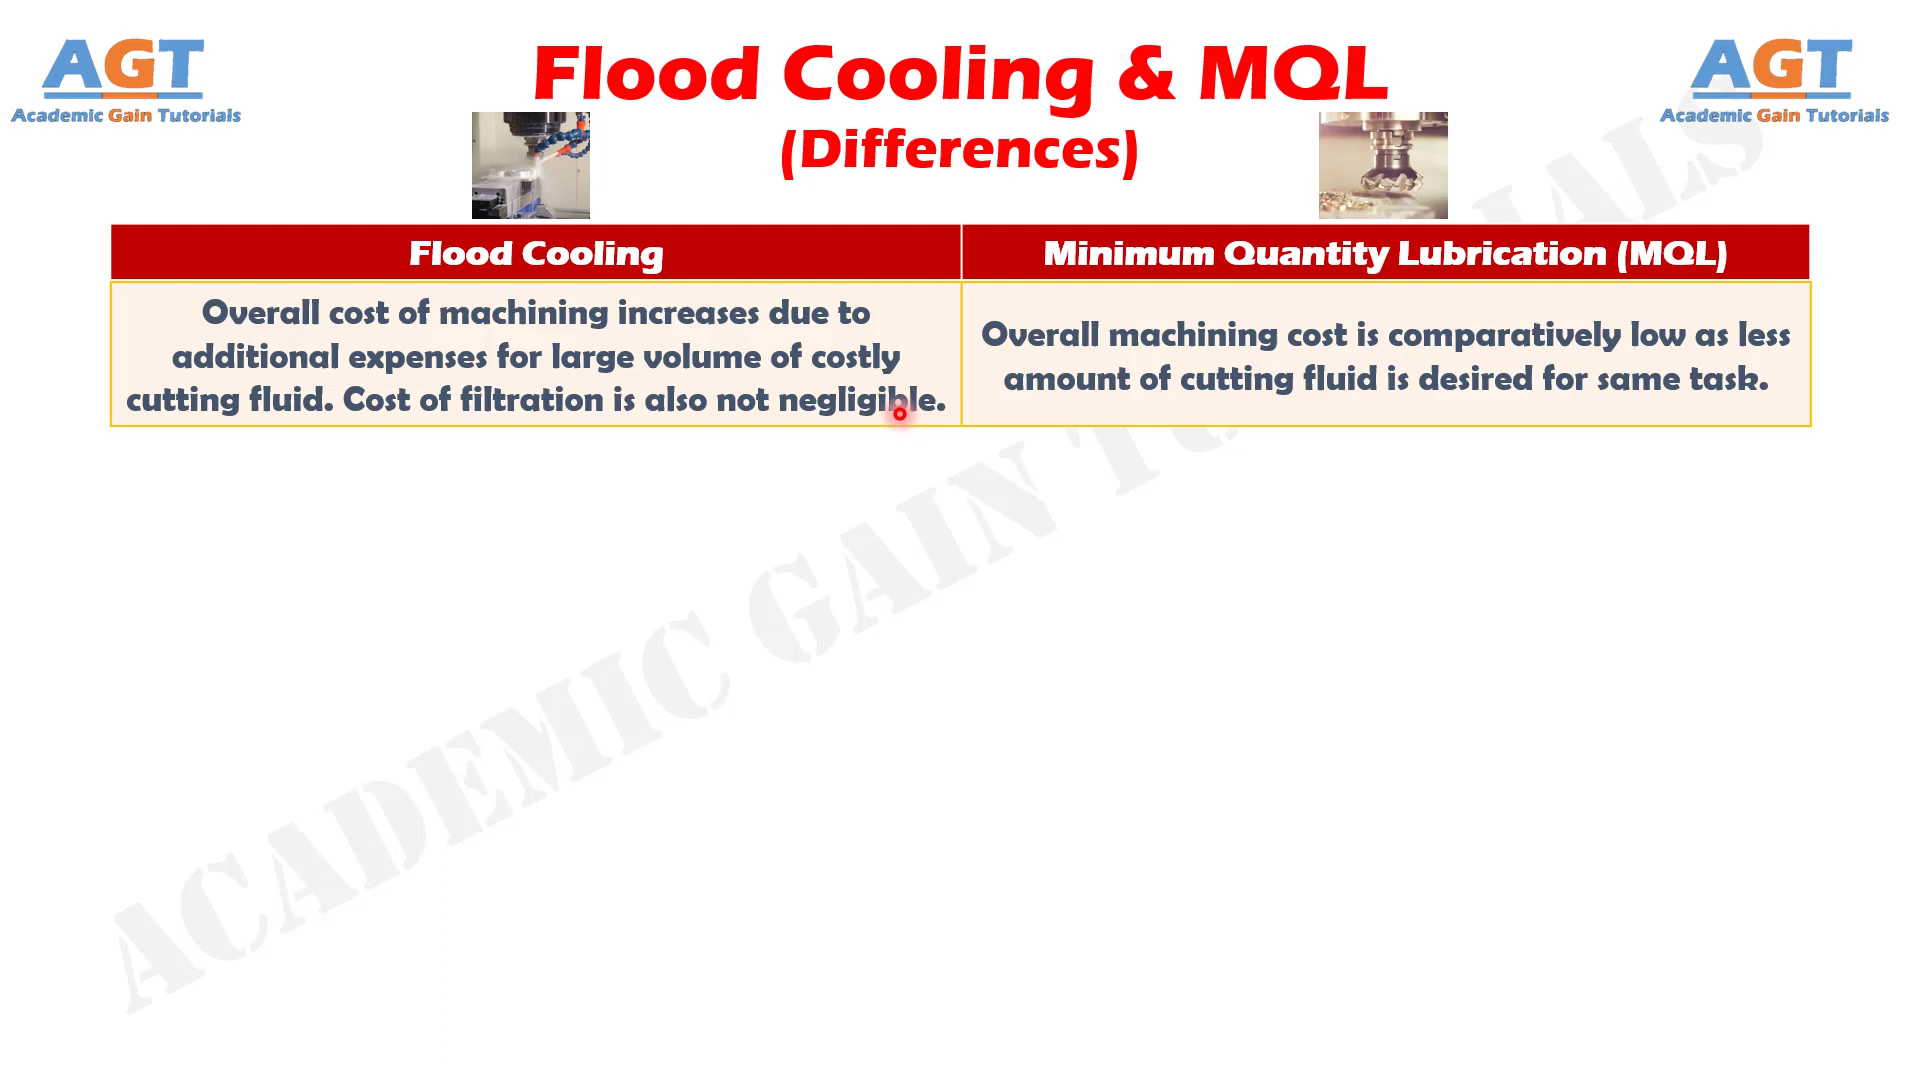 AGT
Academic Gain Tutorials
Flood Cooling & MQL
(Differences)
AGT
Academic Gain Tutorials
Flood Cooling
Minimum Quantity Lubrication (MQL)
Overall cost of machining increases due to
additional expenses for large volume of costly
cutting fluid. Cost of filtration is also not negligible.
Overall machining cost is comparatively low as less
amount of cutting fluid is desired for same task.
ACADEMIC GAIN TUTORIALS